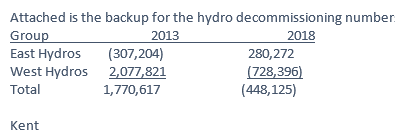 Attached is the backup for the hydro decommissioning number
Group 2013 2018
East Hydros (307,204) 280,272
West Hydros 2,077,821 (728,396)
Total 1,770,617 (448,125)
Kent